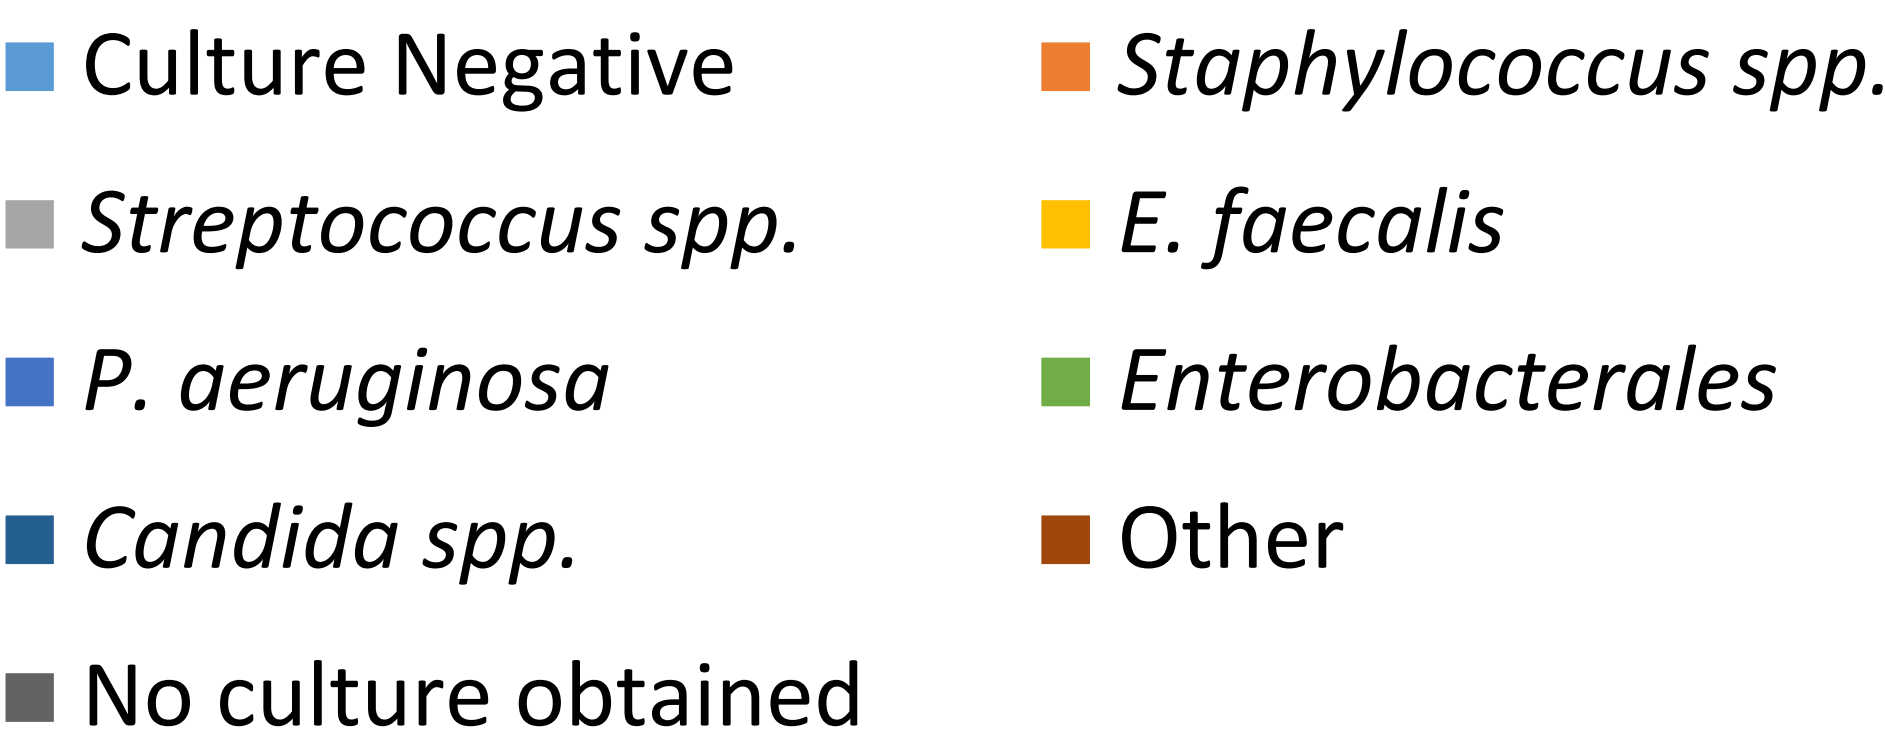 Culture Negative
Staphylococcus spp.
Streptococcus spp.
E. faecalis
P. aeruginosa
Enterobacterales
Candida spp.
Other
No culture obtained